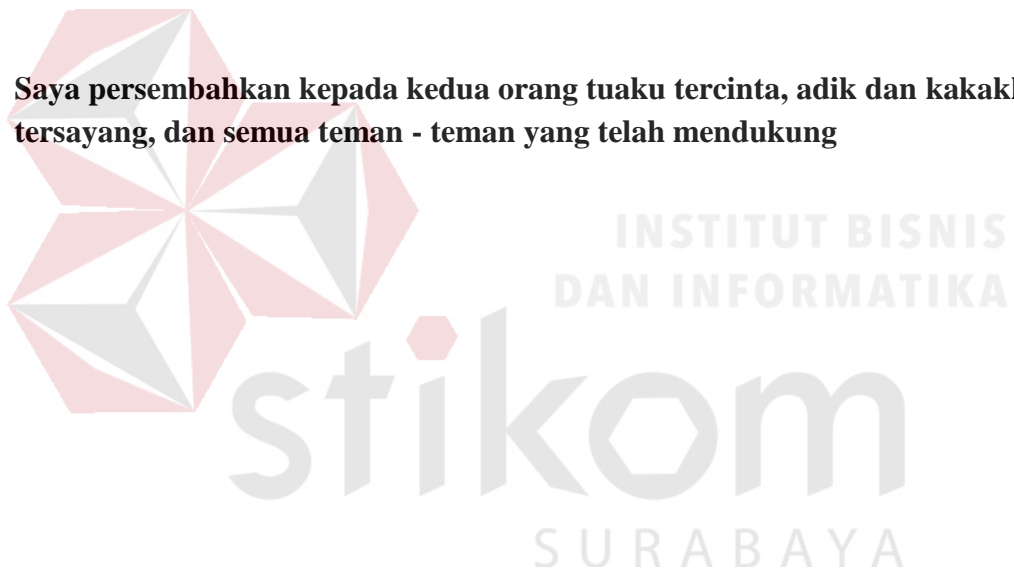 Saya persembahkan kepada kedua orang tuaku tercinta, adik dan
tersayang, dan semua teman - teman yang telah mendukung
INSTITUT BISNIS
DAN INFORMATIKA
stikom
SURABAYA